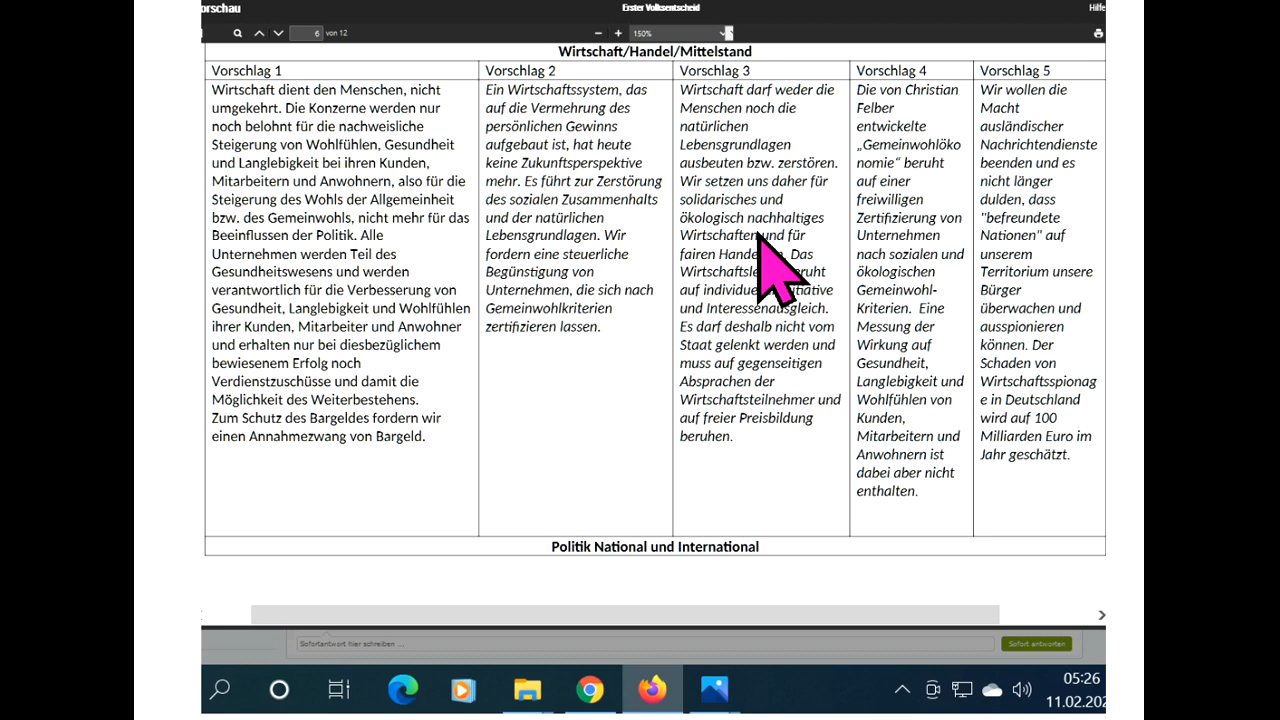 orschau
Erster Volksentscheid
Hilfe
6 von 12
150%
Wirtschaft/Handel/Mittelstand
Vorschlag 1
Wirtschaft dient den Menschen, nicht
umgekehrt. Die Konzerne werden nur
noch belohnt für die nachweisliche
Steigerung von Wohlfühlen, Gesundheit
und Langlebigkeit bei ihren Kunden,
Mitarbeitern und Anwohnern, also für die
Steigerung des Wohls der Allgemeinheit
bzw. des Gemeinwohls, nicht mehr für das
Beeinflussen der Politik. Alle
Unternehmen werden Teil des
Gesundheitswesens und werden
verantwortlich für die Verbesserung von
Gesundheit, Langlebigkeit und Wohlfühlen
ihrer Kunden, Mitarbeiter und Anwohner
und erhalten nur bei diesbezüglichem
bewiesenem Erfolg noch
Verdienstzuschüsse und damit die
Möglichkeit des Weiterbestehens.
Zum Schutz des Bargeldes fordern wir
einen Annahmezwang von Bargeld.
Vorschlag 2
Ein Wirtschaftssystem, das
auf die Vermehrung des
persönlichen Gewinns
aufgebaut ist, hat heute
keine Zukunftsperspektive
mehr. Es führt zur Zerstörung
des sozialen Zusammenhalts
und der natürlichen
Lebensgrundlagen. Wir
fordern eine steuerliche
Begünstigung von
Unternehmen, die sich nach
Gemeinwohlkriterien
zertifizieren lassen.
Vorschlag 3
Wirtschaft darf weder die
Menschen noch die
natürlichen
Lebensgrundlagen
ausbeuten bzw. zerstören.
Wir setzen uns daher für
solidarisches und
ökologisch nachhaltiges
Wirtschaften und für
fairen Das
auf
und Interessenausgleich.
Es darf deshalb nicht vom
Staat gelenkt werden und
muss auf gegenseitigen
Absprachen der
Wirtschaftsteilnehmer und
auf freier Preisbildung
beruhen.
Vorschlag 4
Die von Christian
Felber
entwickelte
„Gemeinwohlöko
nomie“ beruht
auf einer
freiwilligen
Zertifizierung von
Unternehmen
nach sozialen und
ökologischen
Gemeinwohl-
Kriterien. Eine
Messung der
Wirkung auf
Gesundheit,
Langlebigkeit und
Wohlfühlen von
Kunden,
Mitarbeitern und
Anwohnern ist
dabei aber nicht
enthalten.
Vorschlag 5
Wir wollen die
Macht
ausländischer
Nachrichtendienste
beenden und es
nicht länger
dulden, dass
"befreundete
Nationen" auf
unserem
Territorium unsere
Bürger
überwachen und
ausspionieren
können. Der
Schaden von
Wirtschaftsspionag
e in Deutschland
wird auf 100
Milliarden Euro im
Jahr geschätzt.
Politik National und International
Sofortantwort hier schreiben ...
Sofort antworten
05:26
11.02.202